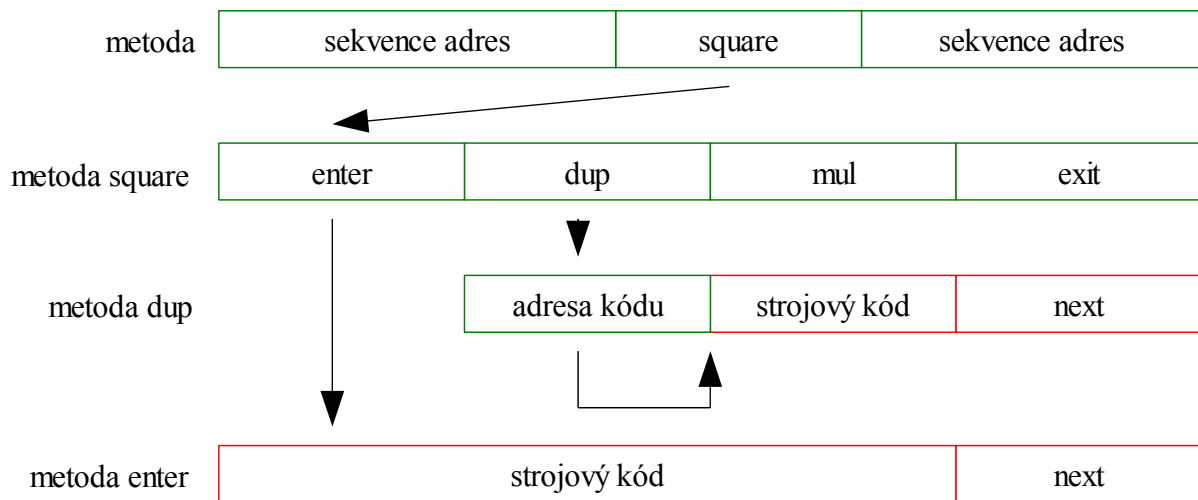 metoda sekvence adres square sekvence adres
metoda square enter dup mul exit
metoda dup adresa kódu strojový kód next
metoda enter strojový kód next